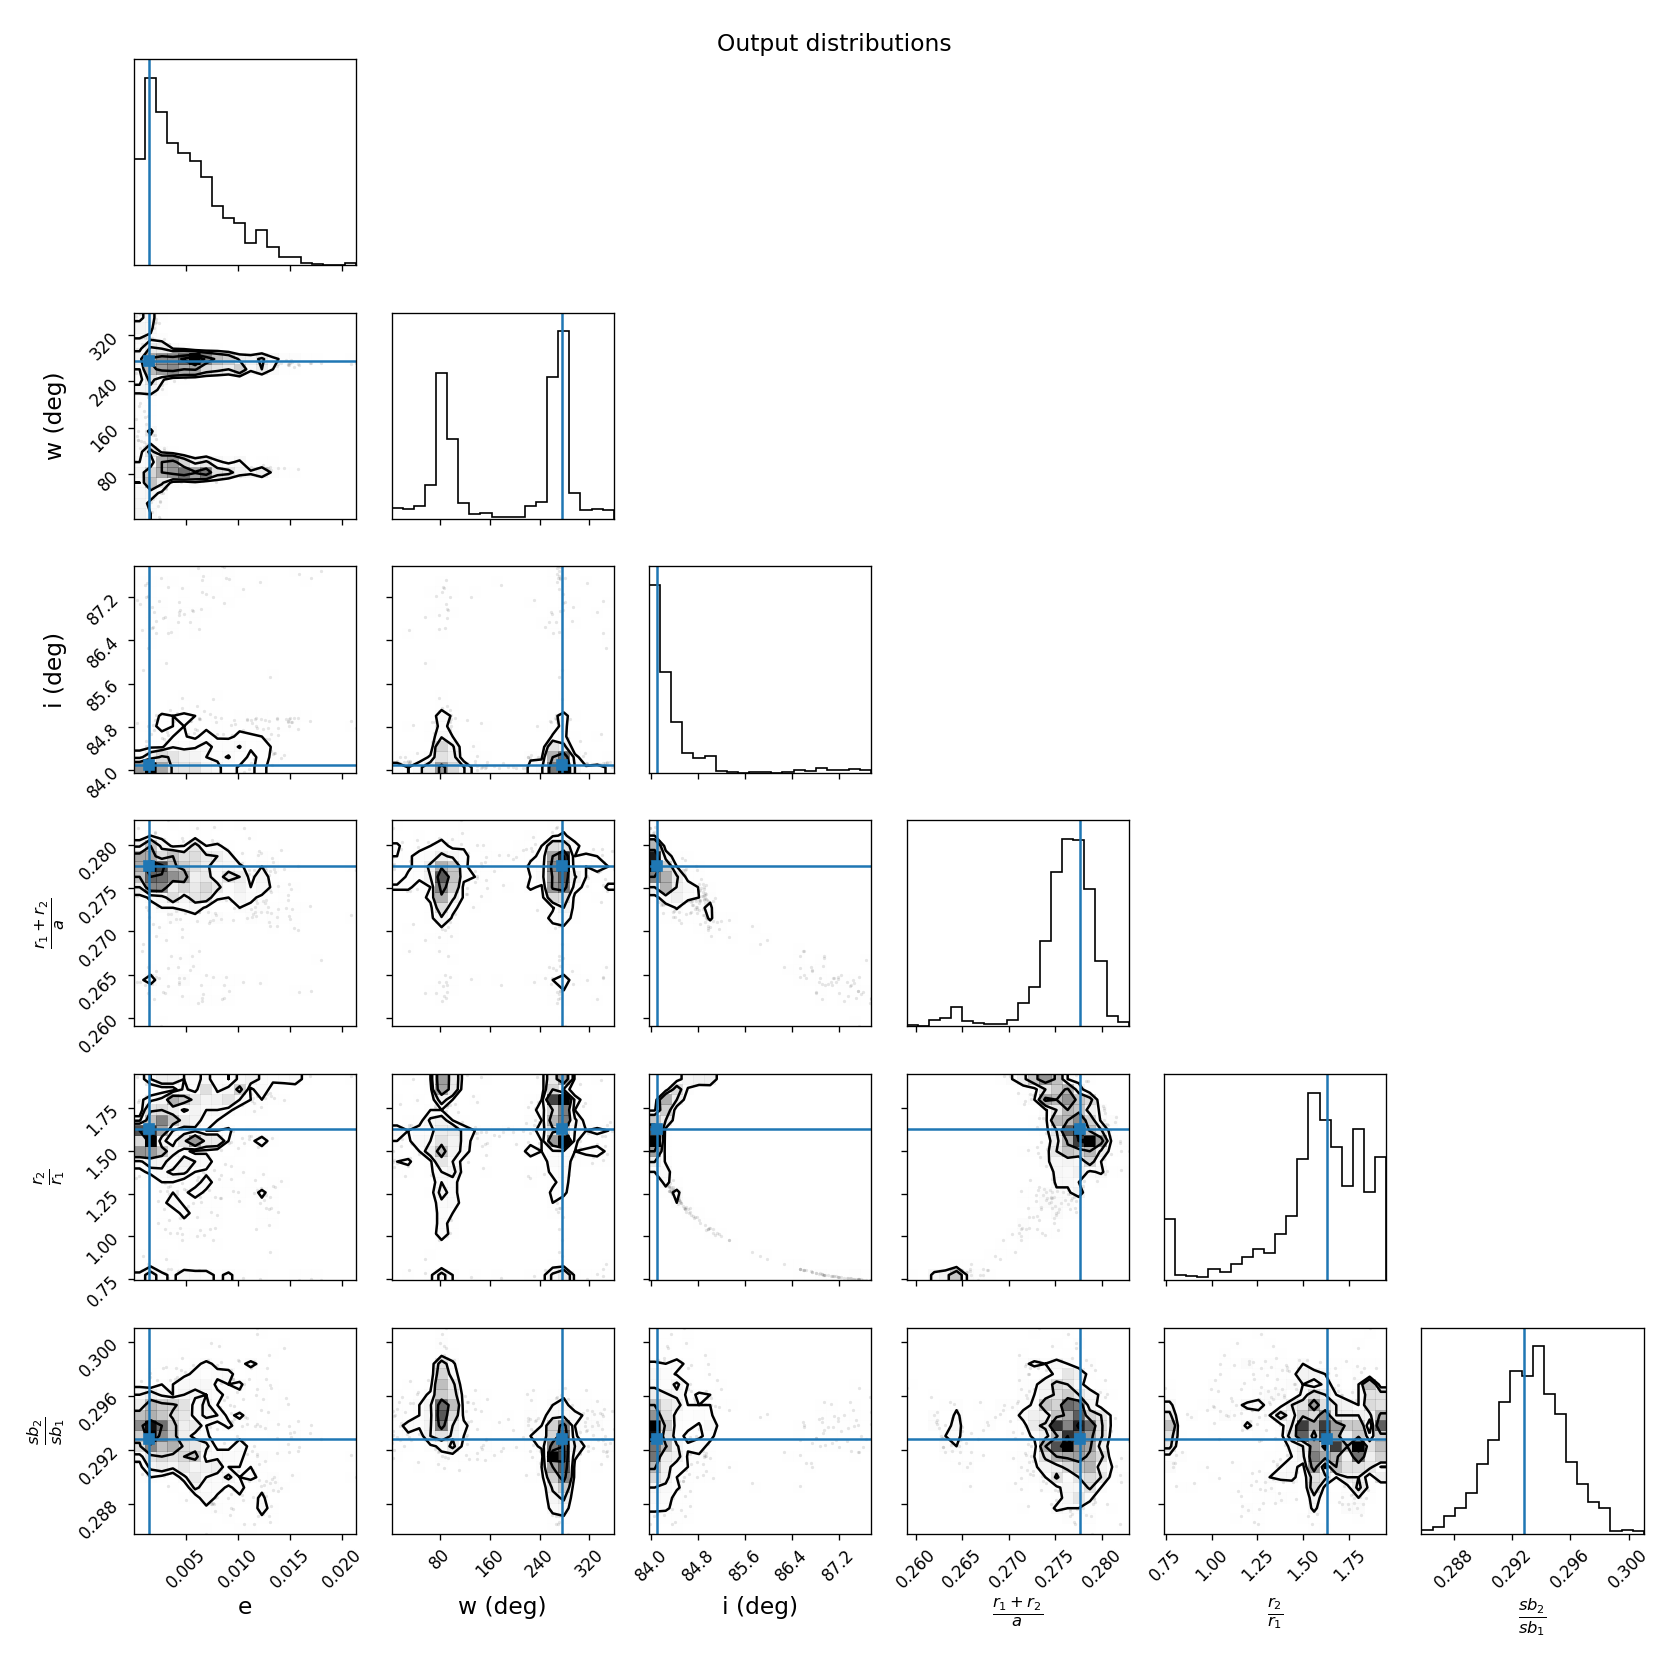 Output distributions
w (deg)
320
240
160
80
i (deg)
87.2
86.4
85.6
84.8
84.0
r₁ + r₂
a
0.280
0.275
0.270
0.265
0.260
r₂
r₁
1.75
1.50
1.25
1.00
0.75
sb₂
sb₁
0.300
0.296
0.292
0.288
0.005 0.010 0.015 0.020 80 160 240 320 84.0 84.8 85.6 86.4 87.2 0.260 0.265 0.270 0.275 0.280 0.75 1.00 1.25 1.50 1.75 0.288 0.292 0.296 0.300
e w (deg) i (deg) r₁ + r₂ r₂ sb₂
a r₁ sb₁